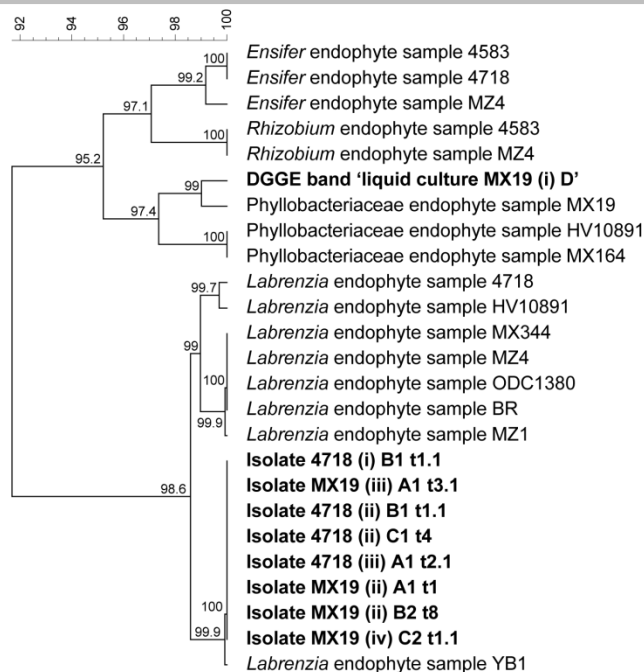 92 94 96 98 100
100 Ensifer endophyte sample 4583
99.2 Ensifer endophyte sample 4718
97.1 Ensifer endophyte sample MZ4
100 Rhizobium endophyte sample 4583
95.2 Rhizobium endophyte sample MZ4
99 DGGE band ‘liquid culture MX19 (i) D’
Phyllobacteriaceae endophyte sample MX19
97.4 100 Phyllobacteriaceae endophyte sample HV10891
Phyllobacteriaceae endophyte sample MX164
99.7 Labrenzia endophyte sample 4718
Labrenzia endophyte sample HV10891
99 Labrenzia endophyte sample MX344
Labrenzia endophyte sample MZ4
100 Labrenzia endophyte sample ODC1380
Labrenzia endophyte sample BR
99.9 Labrenzia endophyte sample MZ1
Isolate 4718 (i) B1 t1.1
98.6 Isolate MX19 (iii) A1 t3.1
Isolate 4718 (ii) B1 t1.1
Isolate 4718 (ii) C1 t4
Isolate 4718 (iii) A1 t2.1
Isolate MX19 (ii) A1 t1
100 Isolate MX19 (ii) B2 t8
99.9 Isolate MX19 (iv) C2 t1.1
Labrenzia endophyte sample YB1